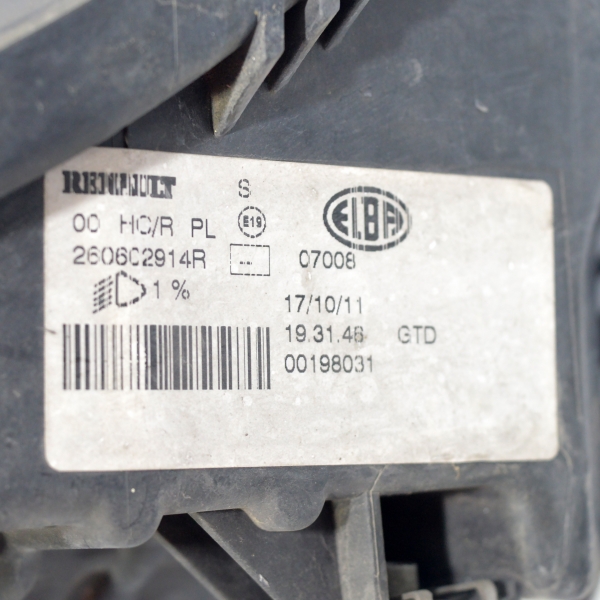 RENAULT S
00 HC/R PL E19 ELBA
260602914R 07008
1 %
17/10/11
19.31.46 GTD
00198031